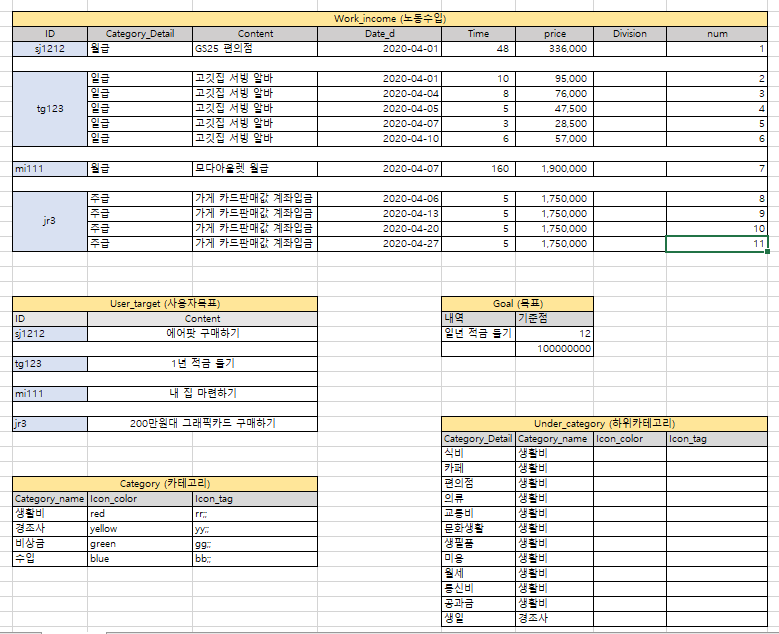 Work_income (노동수입)
ID Category_Detail Content Date_d Time price Division num
sj1212 월급 GS25 편의점 2020-04-01 48 336,000 1
일급 고깃집 서빙 알바 2020-04-01 10 95,000 2
일급 고깃집 서빙 알바 2020-04-04 8 76,000 3
tg123 일급 고깃집 서빙 알바 2020-04-05 5 47,500 4
일급 고깃집 서빙 알바 2020-04-07 3 28,500 5
일급 고깃집 서빙 알바 2020-04-10 6 57,000 6
mi111 월급 모다아울렛 월급 2020-04-07 160 1,900,000 7
주급 가게 카드판매값 계좌입금 2020-04-06 5 1,750,000 8
jr3 주급 가게 카드판매값 계좌입금 2020-04-13 5 1,750,000 9
주급 가게 카드판매값 계좌입금 2020-04-20 5 1,750,000 10
주급 가게 카드판매값 계좌입금 2020-04-27 5 1,750,000 11
User_target (사용자목표)
ID Content
sj1212 에어팟 구매하기
tg123 1년 적금 들기
mi111 내 집 마련하기
jr3 200만원대 그래픽카드 구매하기
Goal (목표)
내역 기준점
일년 적금 들기 12
100000000
Category (카테고리)
Category_name Icon_color Icon_tag
생활비 red rr;;
경조사 yellow yy;;
비상금 green gg;;
수입 blue bb;;
Under_category (하위카테고리)
Category_Detail Category_name Icon_color Icon_tag
식비 생활비
카페 생활비
편의점 생활비
의류 생활비
교통비 생활비
문화생활 생활비
생필품 생활비
미용 생활비
월세 생활비
통신비 생활비
공과금 생활비
생일 경조사